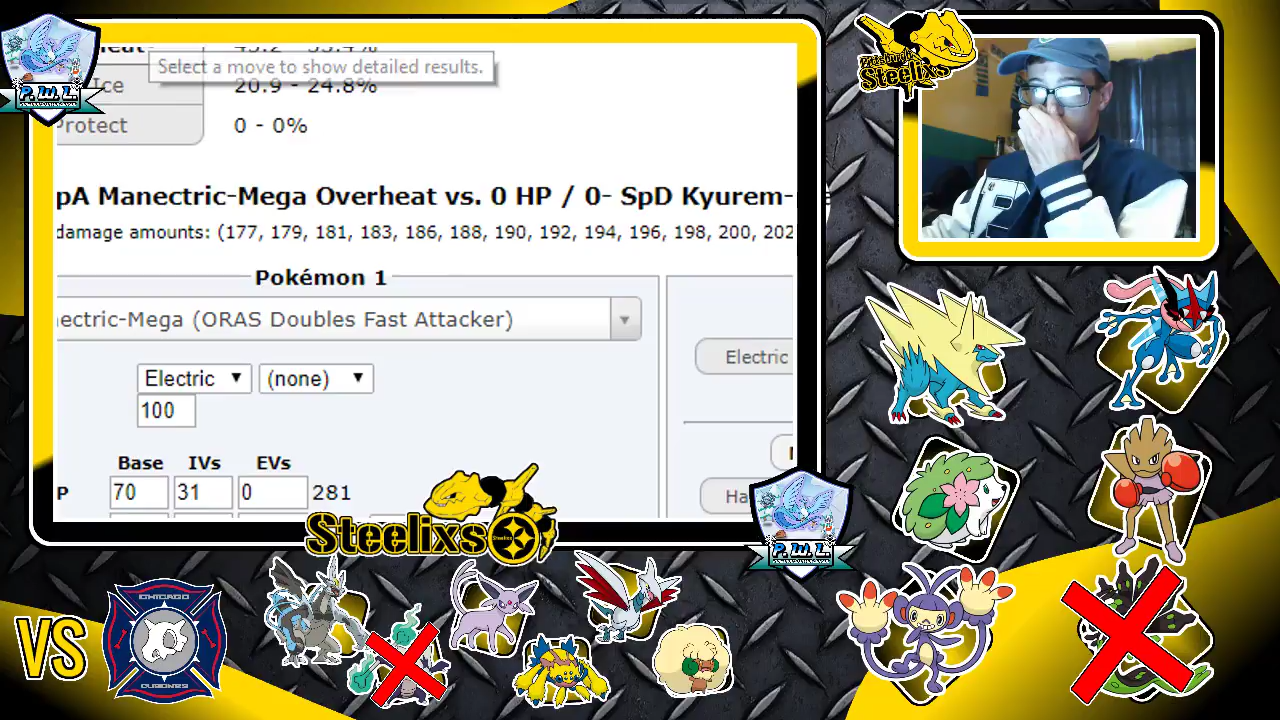 Select a move to show detailed results.
Ice 20.9 - 24.8%
Protect 0 - 0%
pA Manectric-Mega Overheat vs. 0 HP / 0- SpD Kyurem-
damage amounts: (177, 179, 181, 183, 186, 188, 190, 192, 194, 196, 198, 200, 202
Pokémon 1
ectric-Mega (ORAS Doubles Fast Attacker)
Electric
Electric (none)
100
Base IVs EVs
P 70 31 0 281
Ha
P.W.L.
Steelixs
P.W.L.
Steelixs
VS
CHICAGO
CUBONES